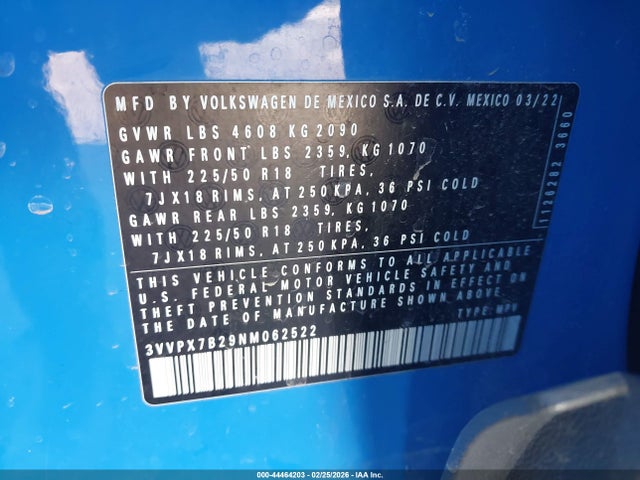 MFD BY VOLKSWAGEN DE MEXICO S.A. DE C.V. MEXICO 03/22
GVWR LBS 4608 KG 2090
GAWR FRONT LBS 2359, KG 1070
WITH 225/50 R18 TIRES,
7JX18 RIMS, AT 250 KPA, 36 PSI COLD
GAWR REAR LBS 2359, KG 1070
WITH 225/50 R18 TIRES,
7JX18 RIMS, AT 250 KPA, 36 PSI COLD
THIS VEHICLE CONFORMS TO ALL APPLICABLE
U.S. FEDERAL MOTOR VEHICLE SAFETY AND
THEFT PREVENTION STANDARDS IN EFFECT ON
THE DATE OF MANUFACTURE SHOWN ABOVE.
TYPE MPV
3VVPX7B29NM062522
1120282 3660
000-44464203 - 02/25/2026 - IAAI.com, Inc.